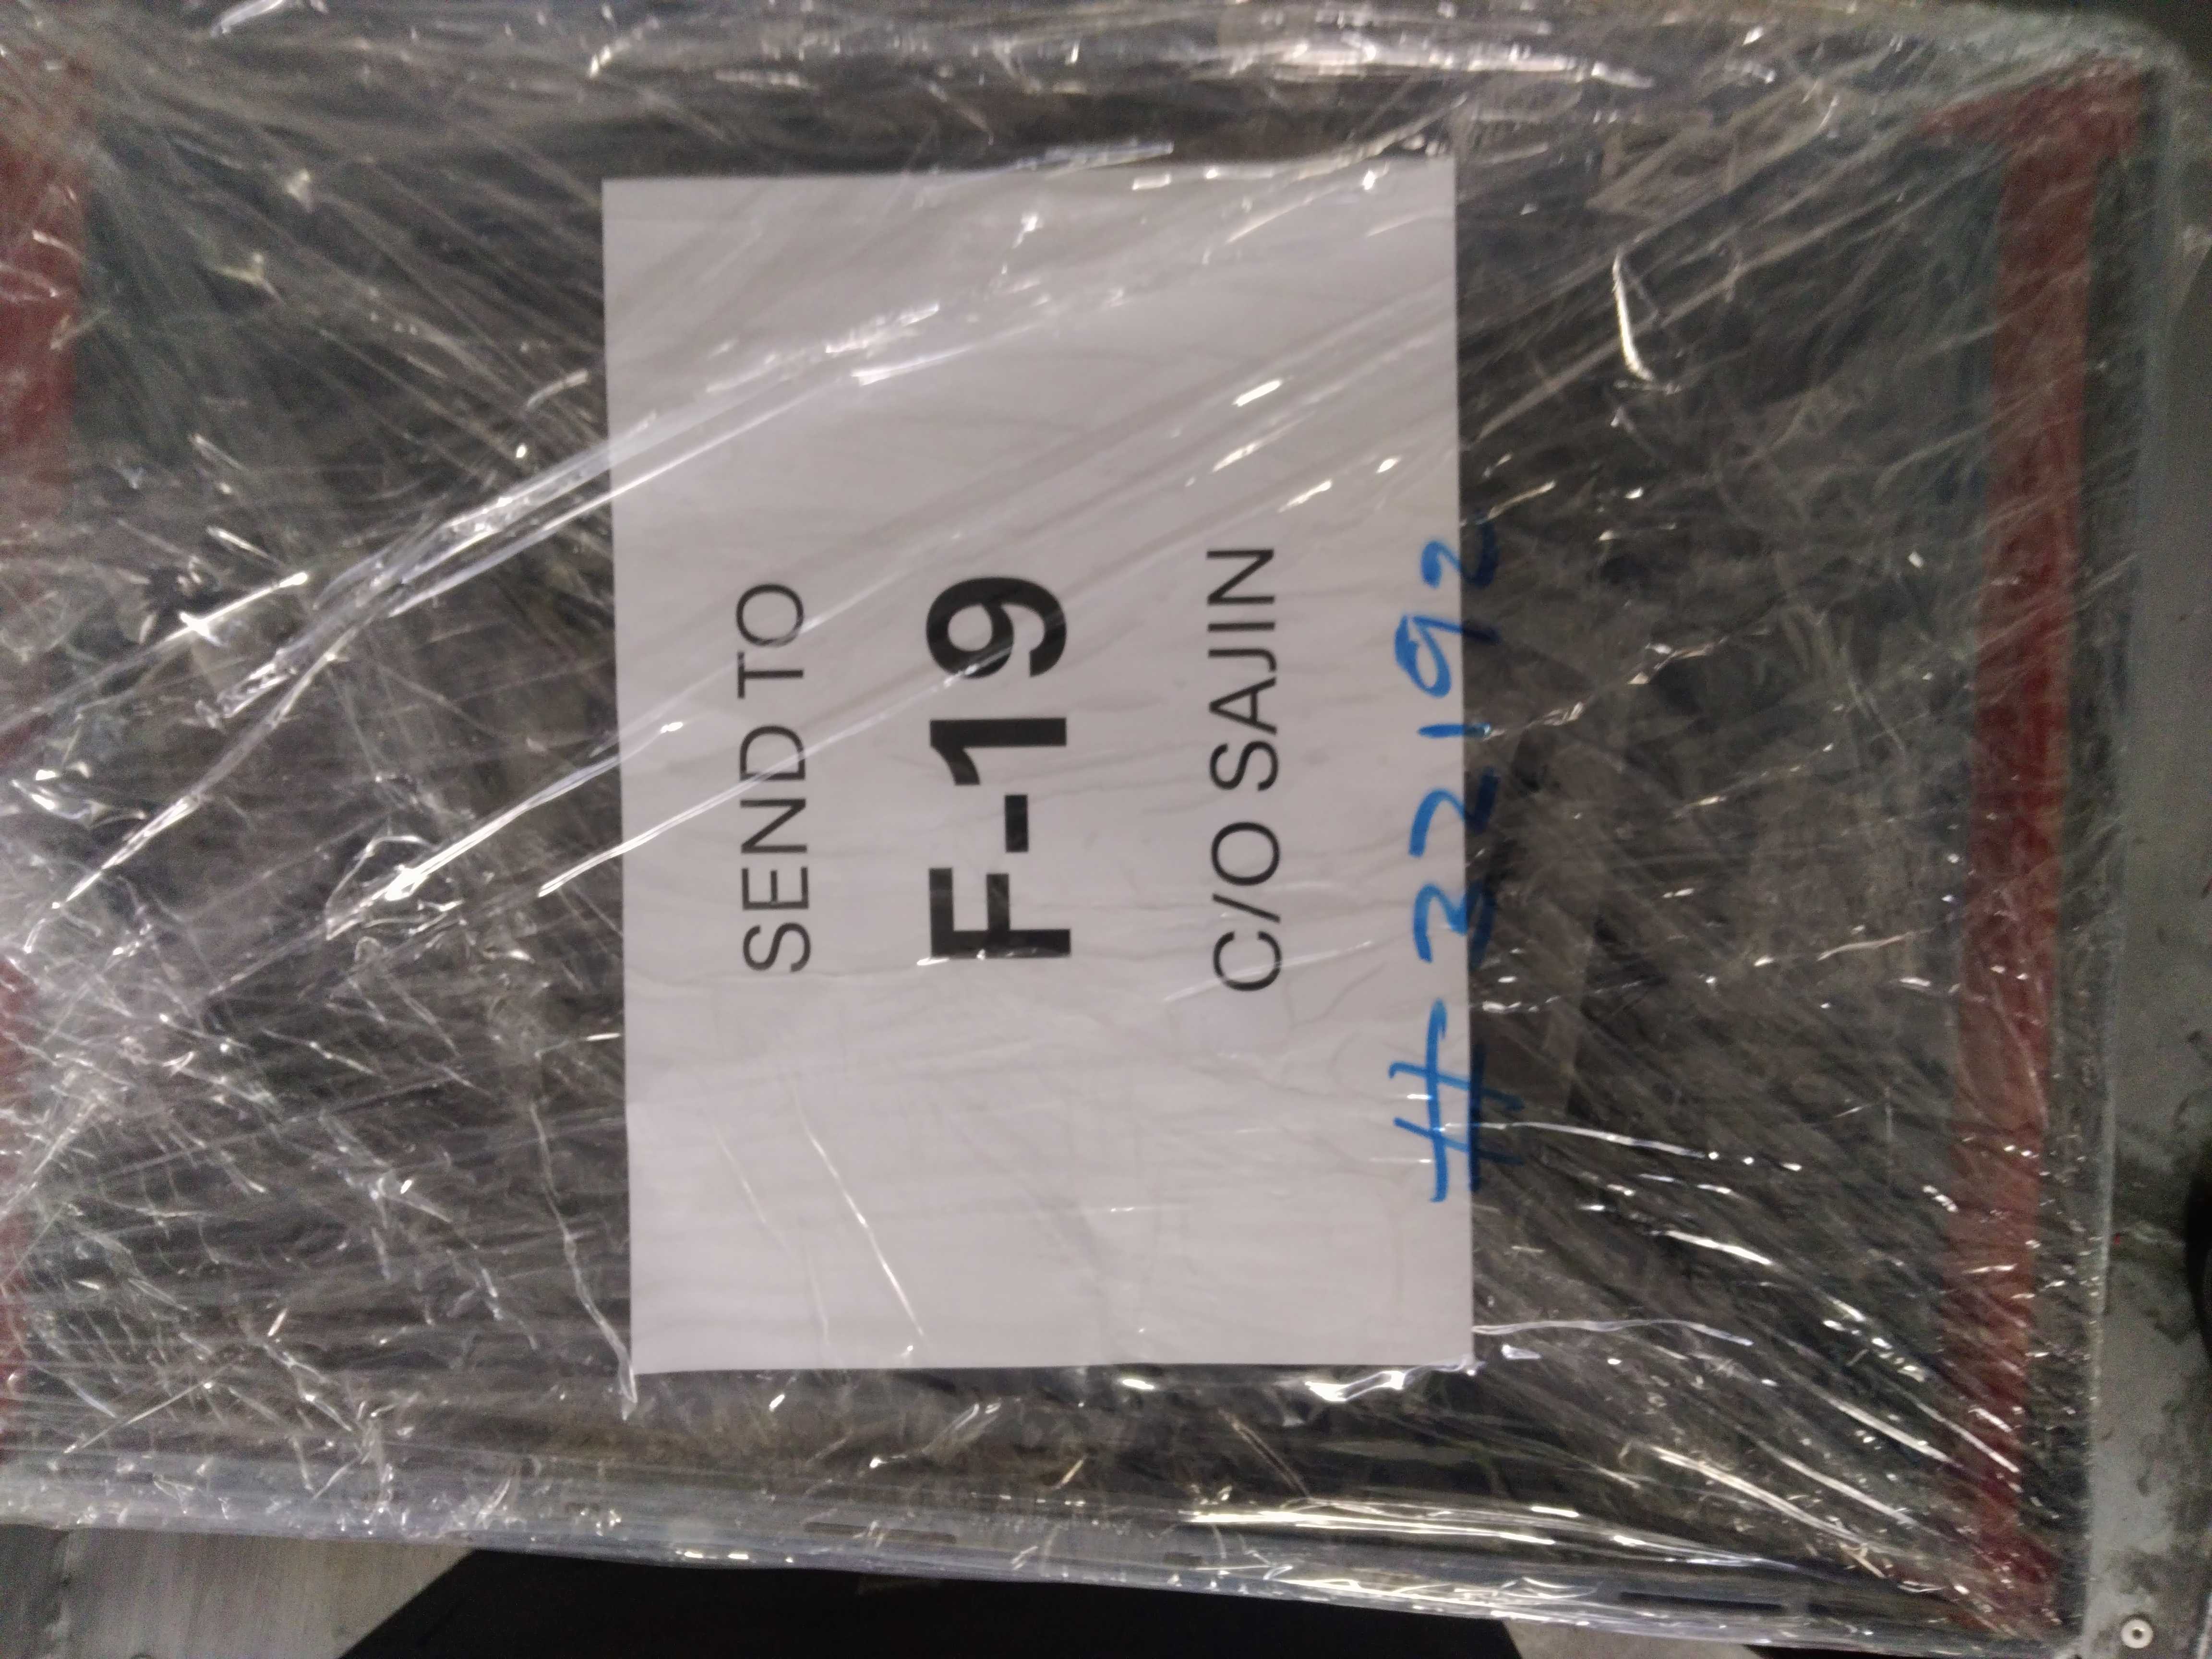 SEND TO
F-19
C/O SAJIN
# 32192